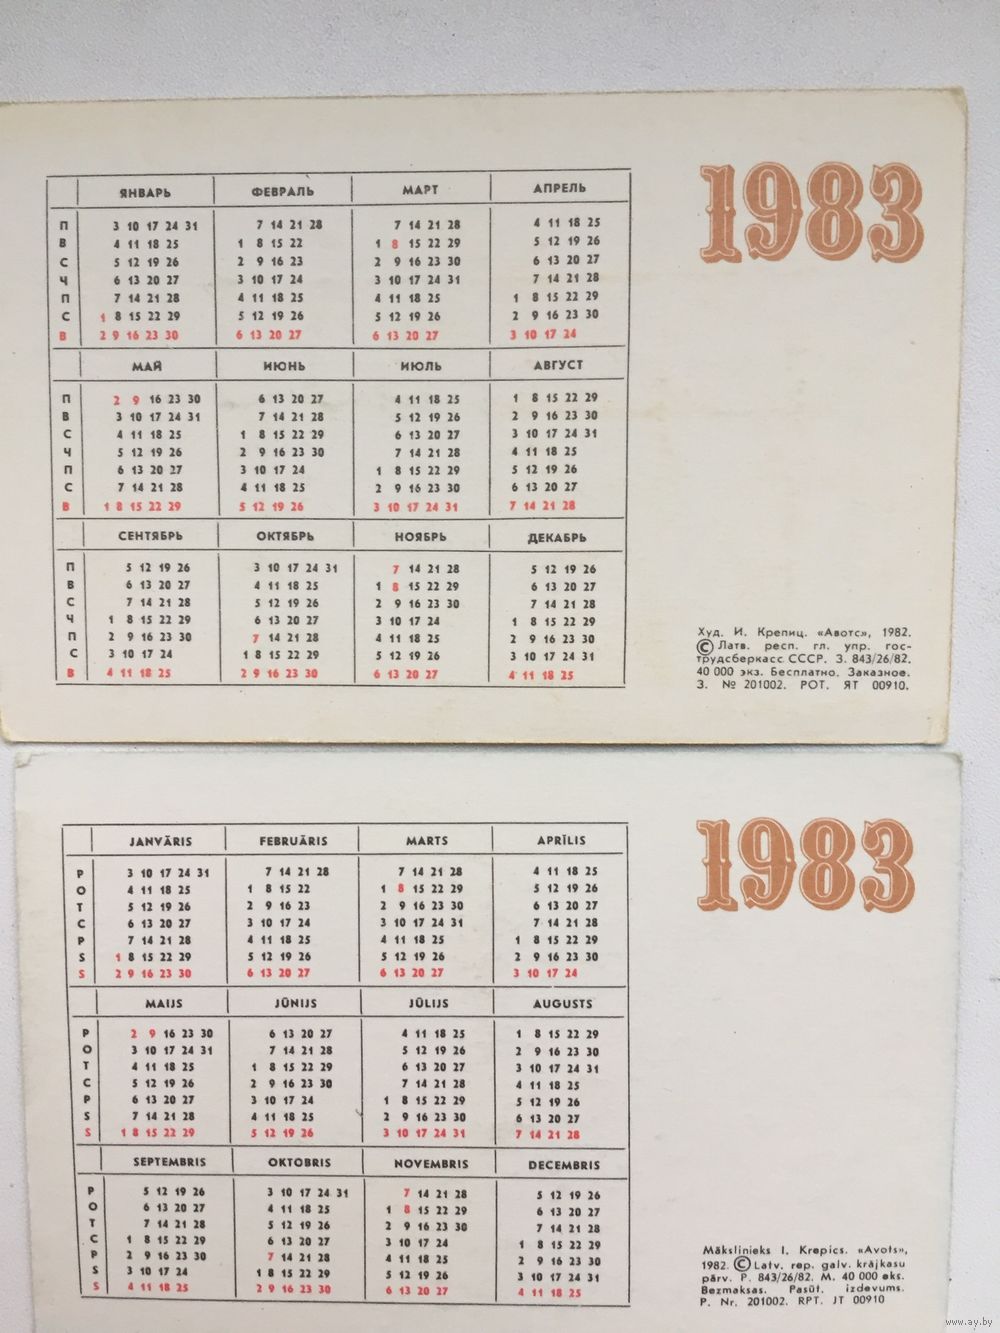 1983
ЯНВАРЬ ФЕВРАЛЬ МАРТ АПРЕЛЬ
П 3 10 17 24 31 7 14 21 28 7 14 21 28 4 11 18 25
В 4 11 18 25 1 8 15 22 1 8 15 22 29 5 12 19 26
С 5 12 19 26 2 9 16 23 2 9 16 23 30 6 13 20 27
Ч 6 13 20 27 3 10 17 24 3 10 17 24 31 7 14 21 28
П 7 14 21 28 4 11 18 25 4 11 18 25 1 8 15 22 29
С 1 8 15 22 29 5 12 19 26 5 12 19 26 2 9 16 23 30
В 2 9 16 23 30 6 13 20 27 6 13 20 27 3 10 17 24
МАЙ ИЮНЬ ИЮЛЬ АВГУСТ
П 2 9 16 23 30 6 13 20 27 4 11 18 25 1 8 15 22 29
В 3 10 17 24 31 7 14 21 28 5 12 19 26 2 9 16 23 30
С 4 11 18 25 1 8 15 22 29 6 13 20 27 3 10 17 24 31
Ч 5 12 19 26 2 9 16 23 30 7 14 21 28 4 11 18 25
П 6 13 20 27 3 10 17 24 1 8 15 22 29 5 12 19 26
С 7 14 21 28 4 11 18 25 2 9 16 23 30 6 13 20 27
В 1 8 15 22 29 5 12 19 26 3 10 17 24 31 7 14 21 28
СЕНТЯБРЬ ОКТЯБРЬ НОЯБРЬ ДЕКАБРЬ
П 5 12 19 26 3 10 17 24 31 7 14 21 28 5 12 19 26
В 6 13 20 27 4 11 18 25 1 8 15 22 29 6 13 20 27
С 7 14 21 28 5 12 19 26 2 9 16 23 30 7 14 21 28
Ч 1 8 15 22 29 6 13 20 27 3 10 17 24 1 8 15 22 29
П 2 9 16 23 30 7 14 21 28 4 11 18 25 2 9 16 23 30
С 3 10 17 24 1 8 15 22 29 5 12 19 26 3 10 17 24 31
В 4 11 18 25 2 9 16 23 30 6 13 20 27 4 11 18 25
Худ. И. Крепиц. «Авотс», 1982.
© Латв. респ. гл. упр. гос-
трудсберкасс СССР. З. 843/26/82.
40 000 экз. Бесплатно. Заказное.
З. № 201002. РОТ. ЯТ 00910.
1983
JANVĀRIS FEBRUĀRIS MARTS APRĪLIS
P 3 10 17 24 31 7 14 21 28 7 14 21 28 4 11 18 25
O 4 11 18 25 1 8 15 22 1 8 15 22 29 5 12 19 26
T 5 12 19 26 2 9 16 23 2 9 16 23 30 6 13 20 27
C 6 13 20 27 3 10 17 24 3 10 17 24 31 7 14 21 28
P 7 14 21 28 4 11 18 25 4 11 18 25 1 8 15 22 29
S 1 8 15 22 29 5 12 19 26 5 12 19 26 2 9 16 23 30
S 2 9 16 23 30 6 13 20 27 6 13 20 27 3 10 17 24
MAIJS JŪNIJS JŪLIJS AUGUSTS
P 2 9 16 23 30 6 13 20 27 4 11 18 25 1 8 15 22 29
O 3 10 17 24 31 7 14 21 28 5 12 19 26 2 9 16 23 30
T 4 11 18 25 1 8 15 22 29 6 13 20 27 3 10 17 24 31
C 5 12 19 26 2 9 16 23 30 7 14 21 28 4 11 18 25
P 6 13 20 27 3 10 17 24 1 8 15 22 29 5 12 19 26
S 7 14 21 28 4 11 18 25 2 9 16 23 30 6 13 20 27
S 1 8 15 22 29 5 12 19 26 3 10 17 24 31 7 14 21 28
SEPTEMBRIS OKTOBRIS NOVEMBRIS DECEMBRIS
P 5 12 19 26 3 10 17 24 31 7 14 21 28 5 12 19 26
O 6 13 20 27 4 11 18 25 1 8 15 22 29 6 13 20 27
T 7 14 21 28 5 12 19 26 2 9 16 23 30 7 14 21 28
C 1 8 15 22 29 6 13 20 27 3 10 17 24 1 8 15 22 29
P 2 9 16 23 30 7 14 21 28 4 11 18 25 2 9 16 23 30
S 3 10 17 24 1 8 15 22 29 5 12 19 26 3 10 17 24 31
S 4 11 18 25 2 9 16 23 30 6 13 20 27 4 11 18 25
Mākslinieks I. Krepics. «Avots»,
1982. © Latv. rep. galv. krājkasu
pārv. P. 843/26/82. M. 40 000 eks.
Bezmaksas. Pasūt. izdevums.
P. Nr. 201002. RPT. JT 00910
www.ay.by